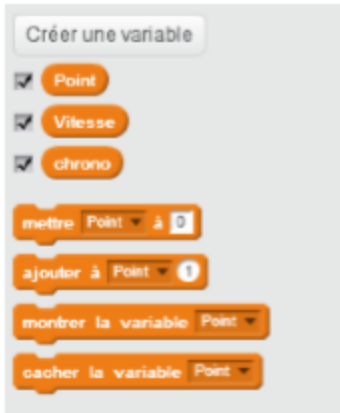 Créer une variable
Point
Vitesse
chrono
mettre Point à 0
ajouter à Point 1
montrer la variable Point
cacher la variable Point